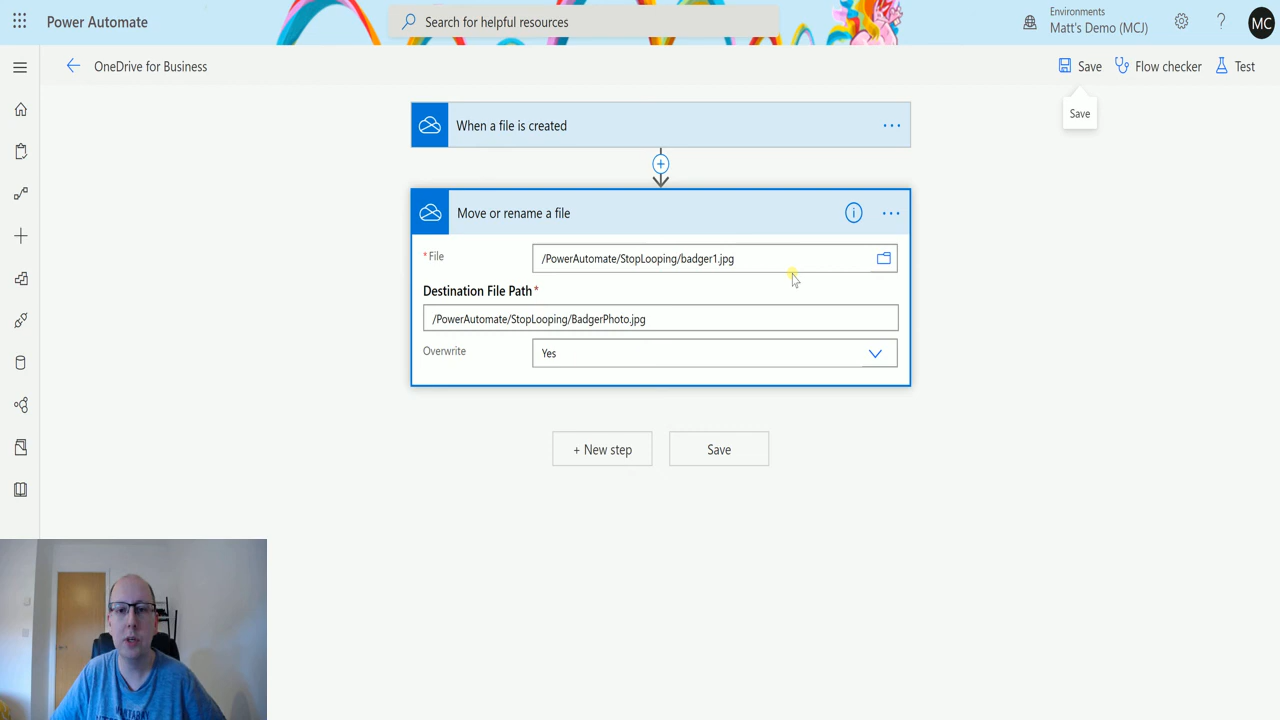 Power Automate
Search for helpful resources
Environments
Matt's Demo (MCJ)
?
MC
OneDrive for Business
Save
Flow checker
Test
Save
When a file is created
...
Move or rename a file
i
...
* File
/PowerAutomate/StopLooping/badger1.jpg
Destination File Path*
/PowerAutomate/StopLooping/BadgerPhoto.jpg
Overwrite
Yes
+ New step
Save